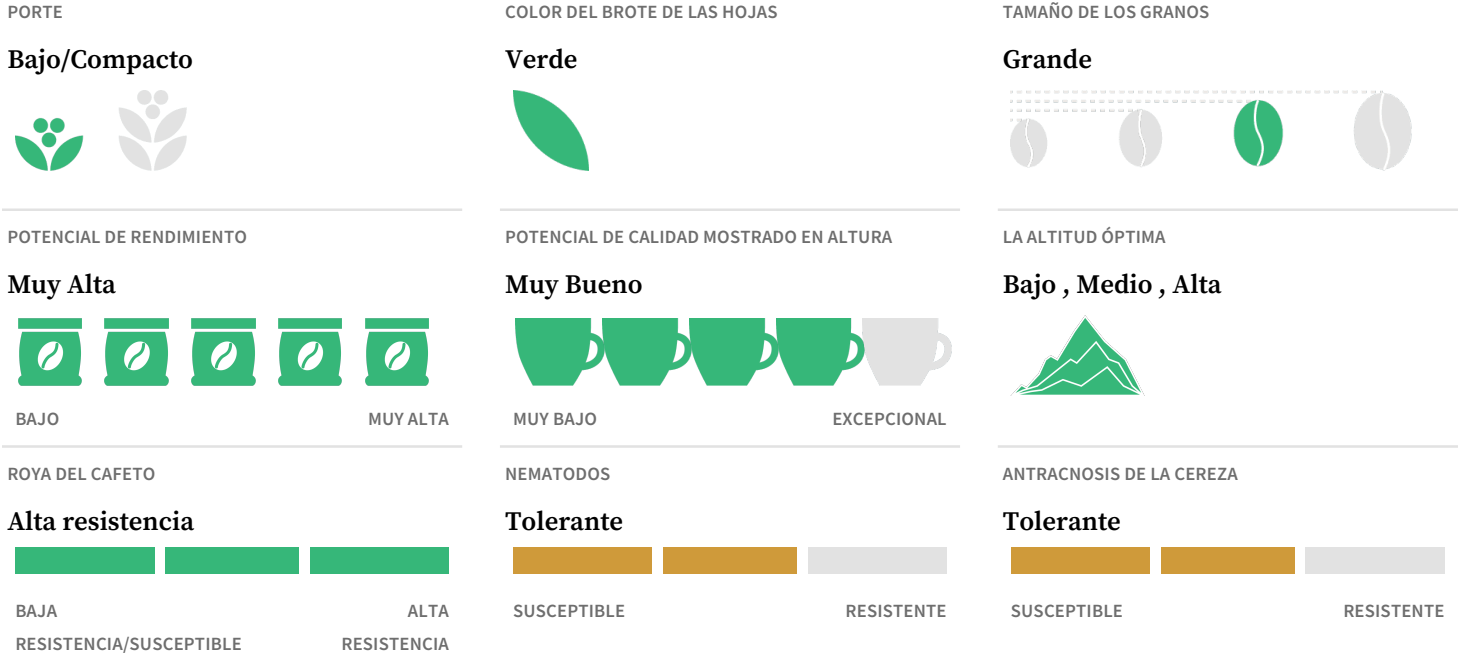 PORTE
Bajo/Compacto
COLOR DEL BROTE DE LAS HOJAS
Verde
TAMAÑO DE LOS GRANOS
Grande
POTENCIAL DE RENDIMIENTO
Muy Alta
BAJO
MUY ALTA
POTENCIAL DE CALIDAD MOSTRADO EN ALTURA
Muy Bueno
MUY BAJO
EXCEPCIONAL
LA ALTITUD ÓPTIMA
Bajo , Medio , Alta
ROYA DEL CAFETO
Alta resistencia
BAJA
RESISTENCIA/SUSCEPTIBLE
ALTA
RESISTENCIA
NEMATODOS
Tolerante
SUSCEPTIBLE
RESISTENTE
ANTRACNOSIS DE LA CEREZA
Tolerante
SUSCEPTIBLE
RESISTENTE